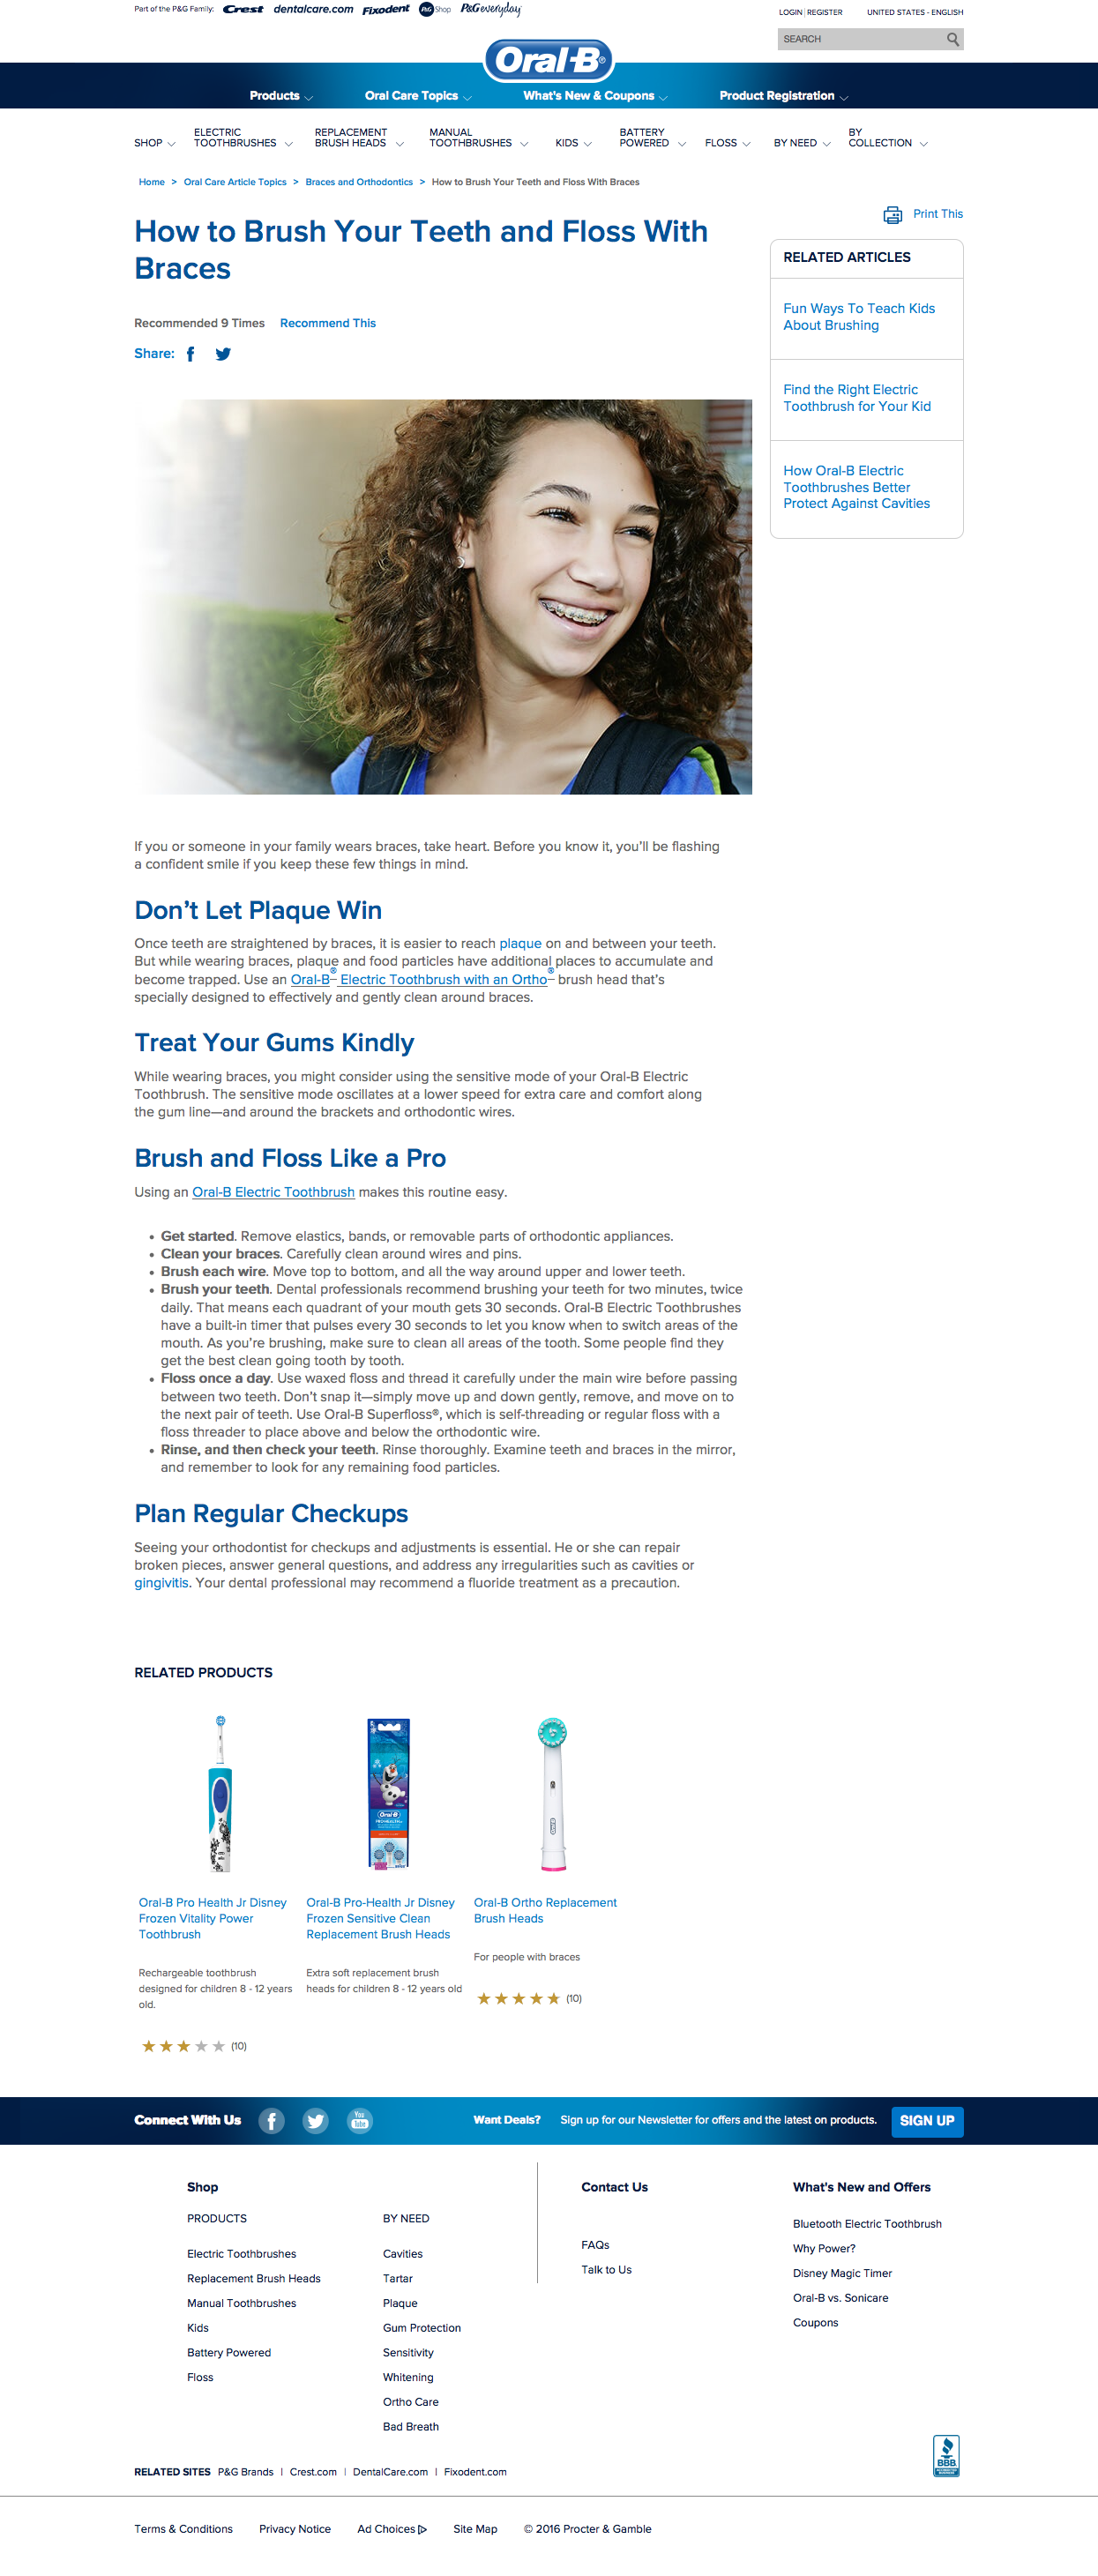 Part of the P&G Family: Crest dentalcare.com Fixodent P&G Shop P&G everyday
LOGIN | REGISTER UNITED STATES - ENGLISH
SEARCH
Oral-B®
Products Oral Care Topics What's New & Coupons Product Registration
SHOP ELECTRIC TOOTHBRUSHES REPLACEMENT BRUSH HEADS MANUAL TOOTHBRUSHES KIDS BATTERY POWERED FLOSS BY NEED BY COLLECTION
Home > Oral Care Article Topics > Braces and Orthodontics > How to Brush Your Teeth and Floss With Braces
Print This
How to Brush Your Teeth and Floss With
Braces
Recommended 9 Times Recommend This
Share:
RELATED ARTICLES
Fun Ways To Teach Kids
About Brushing
Find the Right Electric
Toothbrush for Your Kid
How Oral-B Electric
Toothbrushes Better
Protect Against Cavities
If you or someone in your family wears braces, take heart. Before you know it, you’ll be flashing
a confident smile if you keep these few things in mind.
Don’t Let Plaque Win
Once teeth are straightened by braces, it is easier to reach plaque on and between your teeth.
But while wearing braces, plaque and food particles have additional places to accumulate and
become trapped. Use an Oral-B® Electric Toothbrush with an Ortho® brush head that’s
specially designed to effectively and gently clean around braces.
Treat Your Gums Kindly
While wearing braces, you might consider using the sensitive mode of your Oral-B Electric
Toothbrush. The sensitive mode oscillates at a lower speed for extra care and comfort along
the gum line—and around the brackets and orthodontic wires.
Brush and Floss Like a Pro
Using an Oral-B Electric Toothbrush makes this routine easy.
• Get started. Remove elastics, bands, or removable parts of orthodontic appliances.
• Clean your braces. Carefully clean around wires and pins.
• Brush each wire. Move top to bottom, and all the way around upper and lower teeth.
• Brush your teeth. Dental professionals recommend brushing your teeth for two minutes, twice
daily. That means each quadrant of your mouth gets 30 seconds. Oral-B Electric Toothbrushes
have a built-in timer that pulses every 30 seconds to let you know when to switch areas of the
mouth. As you’re brushing, make sure to clean all areas of the tooth. Some people find they
get the best clean going tooth by tooth.
• Floss once a day. Use waxed floss and thread it carefully under the main wire before passing
between two teeth. Don’t snap it—simply move up and down gently, remove, and move on to
the next pair of teeth. Use Oral-B Superfloss®, which is self-threading or regular floss with a
floss threader to place above and below the orthodontic wire.
• Rinse, and then check your teeth. Rinse thoroughly. Examine teeth and braces in the mirror,
and remember to look for any remaining food particles.
Plan Regular Checkups
Seeing your orthodontist for checkups and adjustments is essential. He or she can repair
broken pieces, answer general questions, and address any irregularities such as cavities or
gingivitis. Your dental professional may recommend a fluoride treatment as a precaution.
RELATED PRODUCTS
Oral-B
Oral-B
Oral-B Pro Health Jr Disney
Frozen Vitality Power
Toothbrush
Rechargeable toothbrush
designed for children 8 - 12 years
old.
(10)
Oral-B Pro-Health Jr Disney
Frozen Sensitive Clean
Replacement Brush Heads
Extra soft replacement brush
heads for children 8 - 12 years old
Oral-B Ortho Replacement
Brush Heads
For people with braces
(10)
Connect With Us You Tube Want Deals? Sign up for our Newsletter for offers and the latest on products. SIGN UP
Shop
PRODUCTS
Electric Toothbrushes
Replacement Brush Heads
Manual Toothbrushes
Kids
Battery Powered
Floss
BY NEED
Cavities
Tartar
Plaque
Gum Protection
Sensitivity
Whitening
Ortho Care
Bad Breath
Contact Us
FAQs
Talk to Us
What's New and Offers
Bluetooth Electric Toothbrush
Why Power?
Disney Magic Timer
Oral-B vs. Sonicare
Coupons
BBB
RELATED SITES P&G Brands | Crest.com | DentalCare.com | Fixodent.com
Terms & Conditions Privacy Notice Ad Choices Site Map © 2016 Procter & Gamble